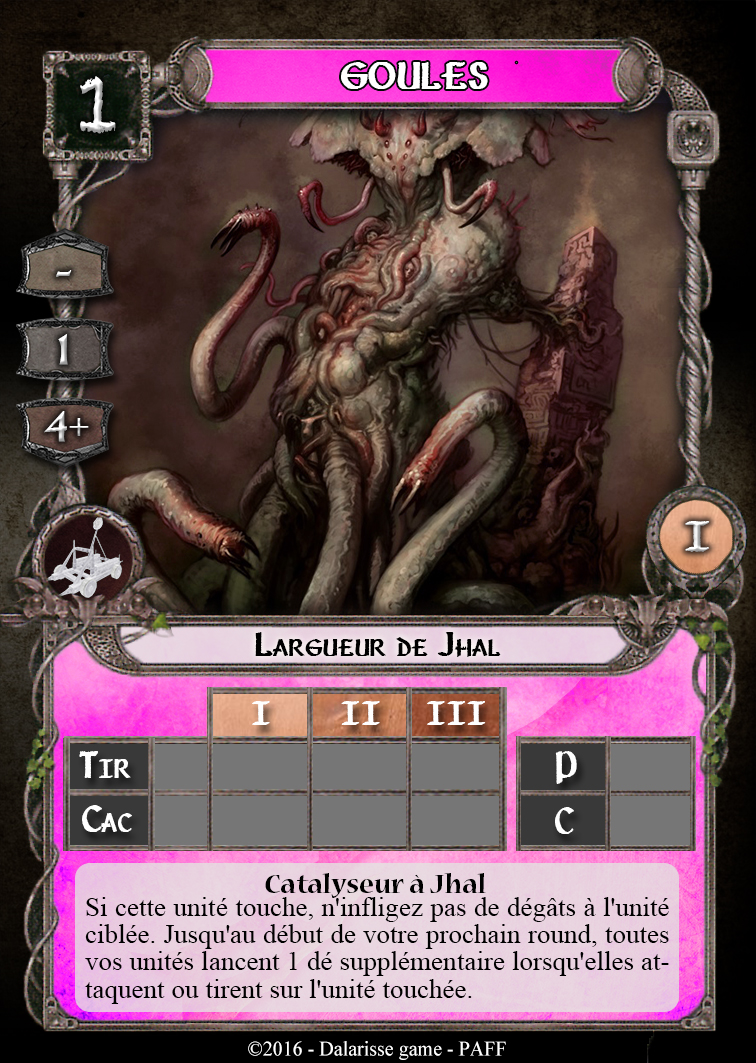 GOULES
1
-
1
4+
I
LARGUEUR DE JHAL
I II III
TIR
P
CAC
C
Catalyseur à Jhal
Si cette unité touche, n'infligez pas de dégâts à l'unité
ciblée. Jusqu'au début de votre prochain round, toutes
vos unités lancent 1 dé supplémentaire lorsqu'elles at-
taquent ou tirent sur l'unité touchée.
©2016 - Dalarisse game - PAFF